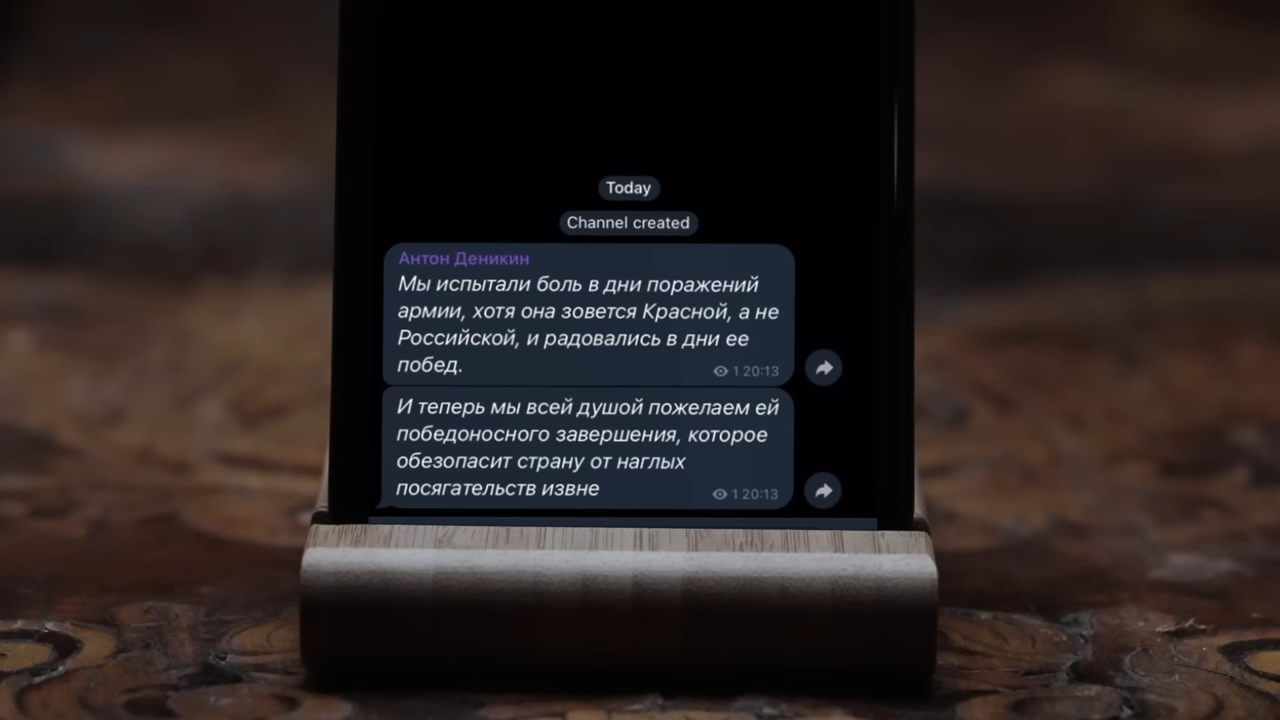 Today
Channel created
Антон Деникин
Мы испытали боль в дни поражений
армии, хотя она зовется Красной, а не
Российской, и радовались в дни ее
побед.
1 20:13
И теперь мы всей душой пожелаем ей
победоносного завершения, которое
обезопасит страну от наглых
посягательств извне
1 20:13